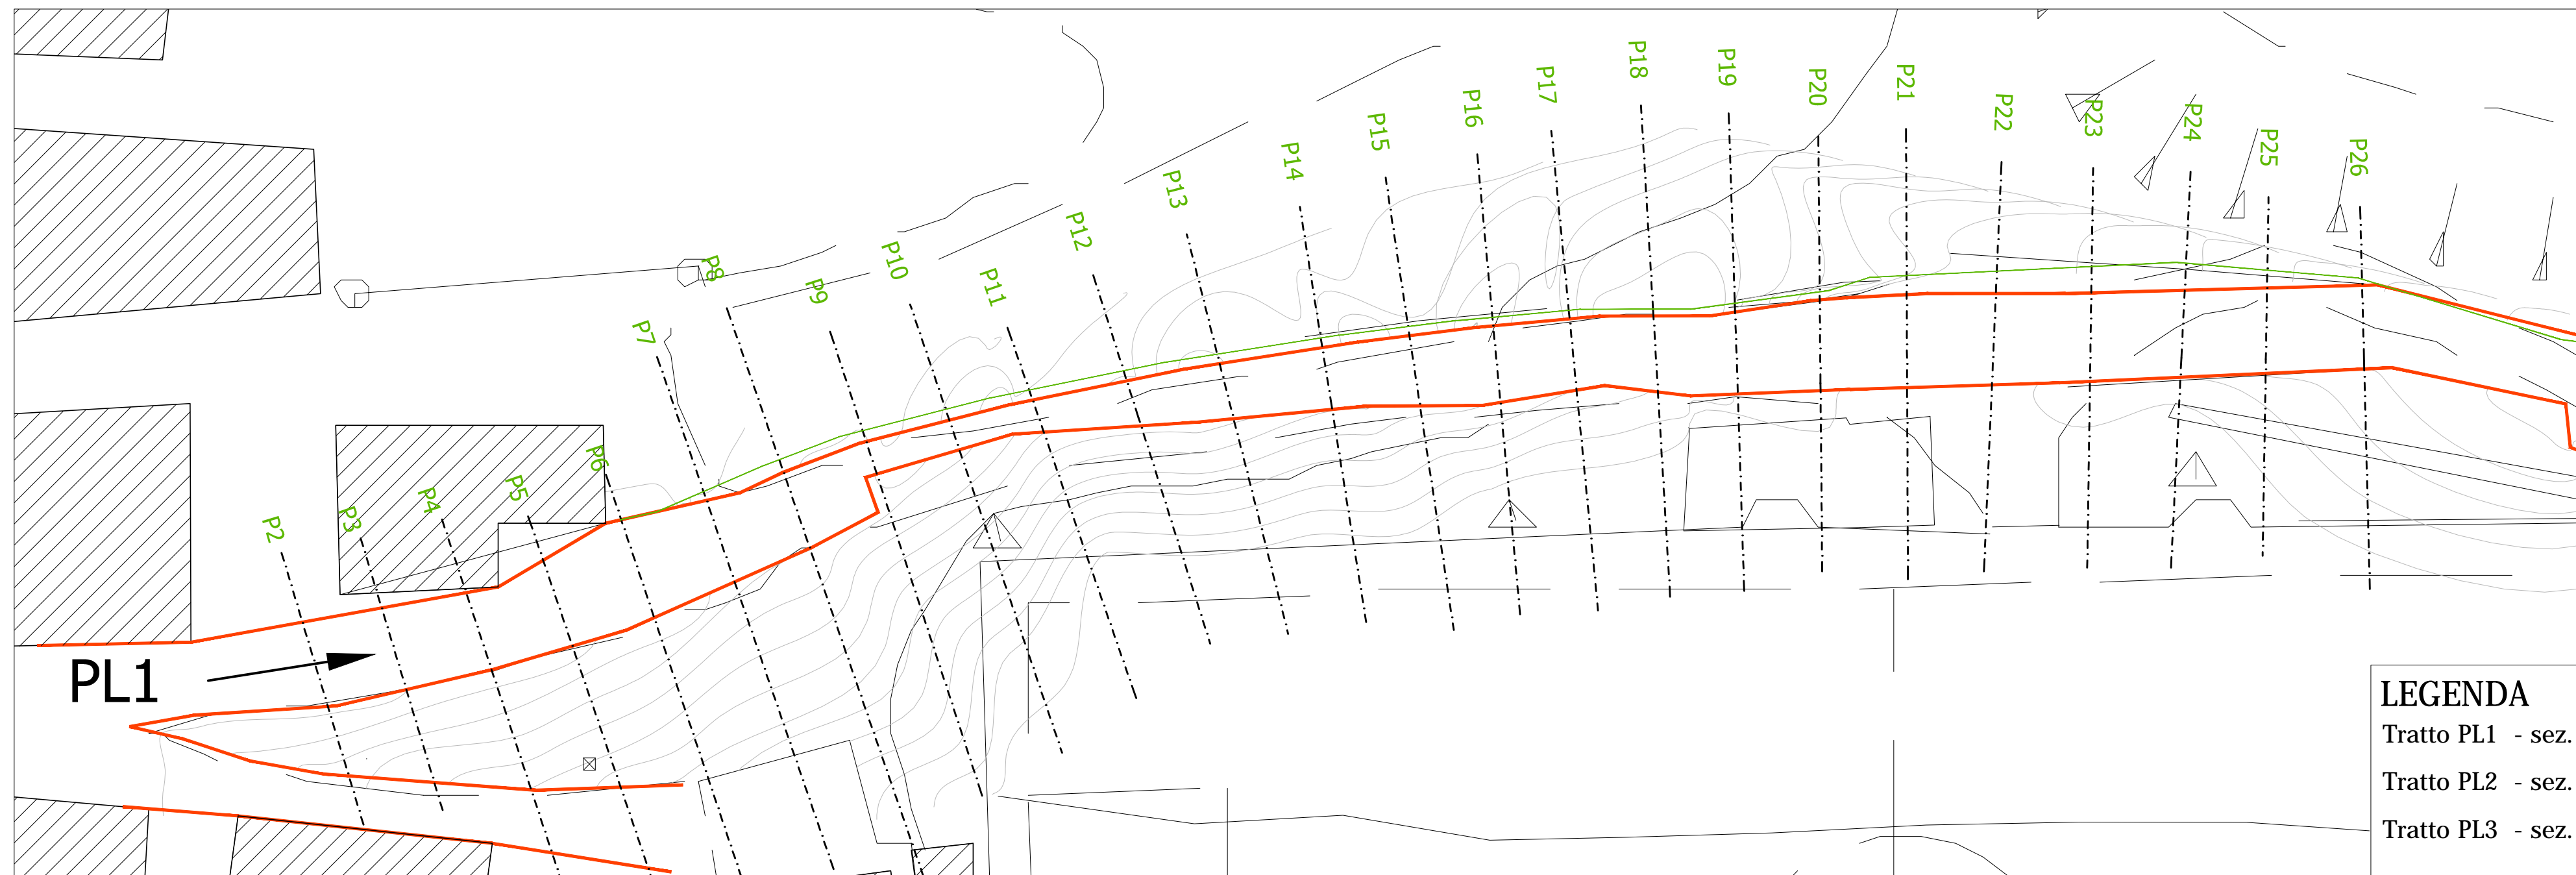 P2
P3
P4
P5
P6
P7
P8
P9
P10
P11
P12
P13
P14
P15
P16
P17
P18
P19
P20
P21
P22
P23
P24
P25
P26
PL1
LEGENDA
Tratto PL1 - sez.
Tratto PL2 - sez.
Tratto PL3 - sez.